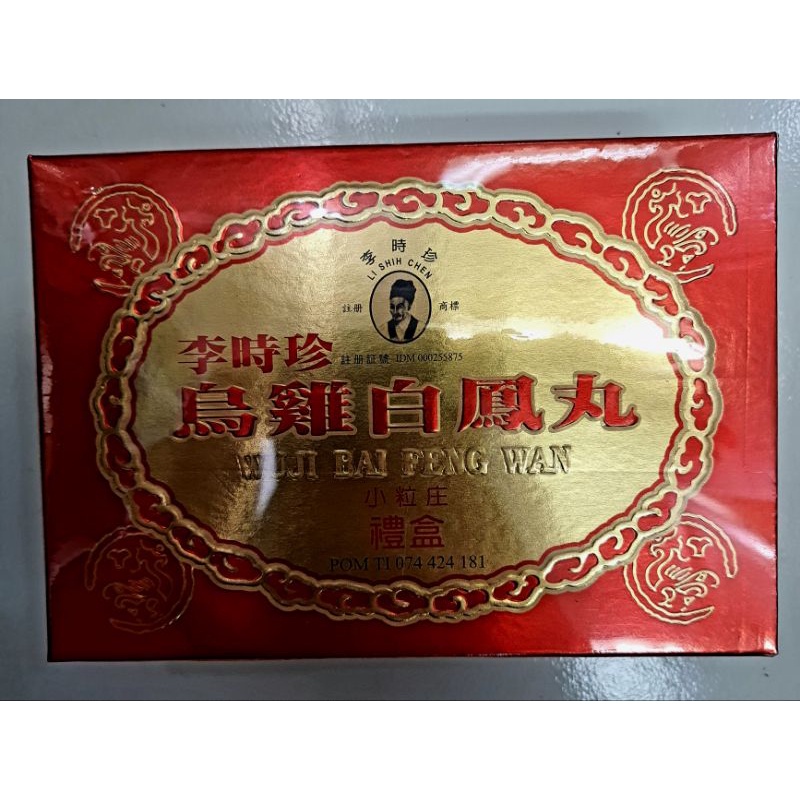 李時珍
LI SHIH CHEN
註册 商標
李時珍 註册証號 IDM 000255875
烏雞白鳳丸
WUJI BAI FENG WAN
小粒庄
禮盒
POM TI 074 424 181